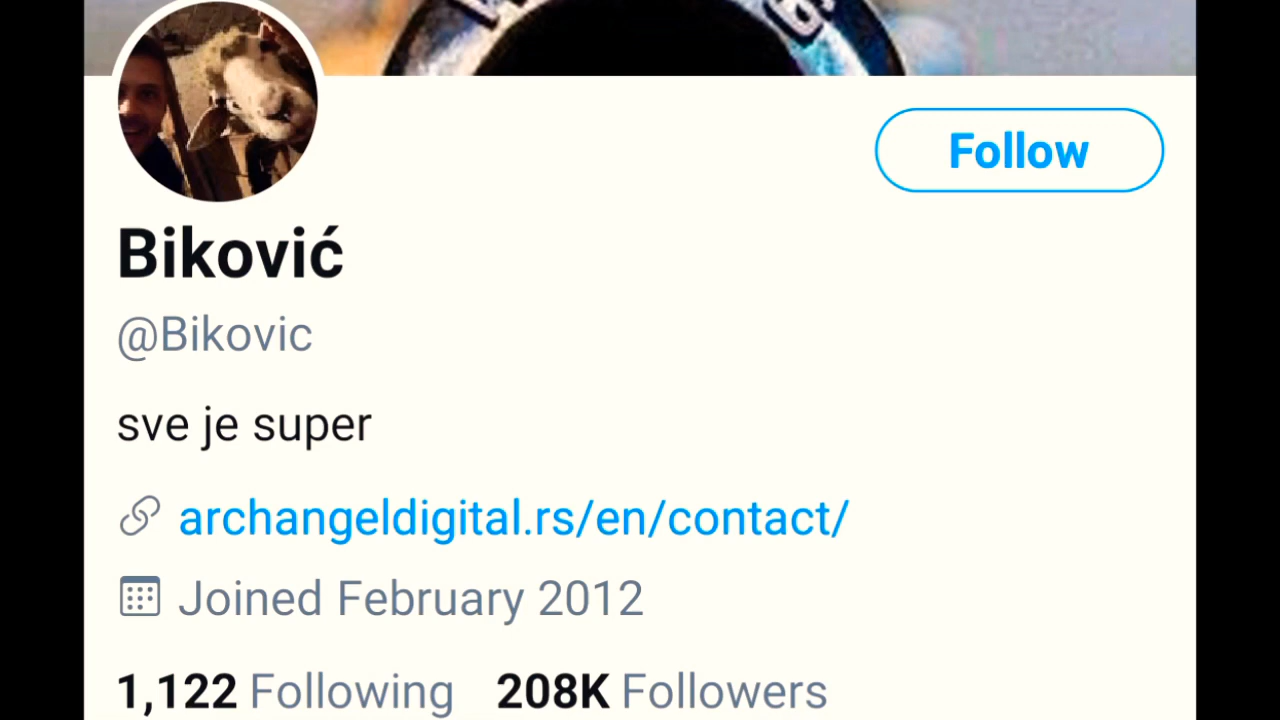 Follow
Biković
@Bikovic
sve je super
archangeldigital.rs/en/contact/
Joined February 2012
1,122 Following 208K Followers